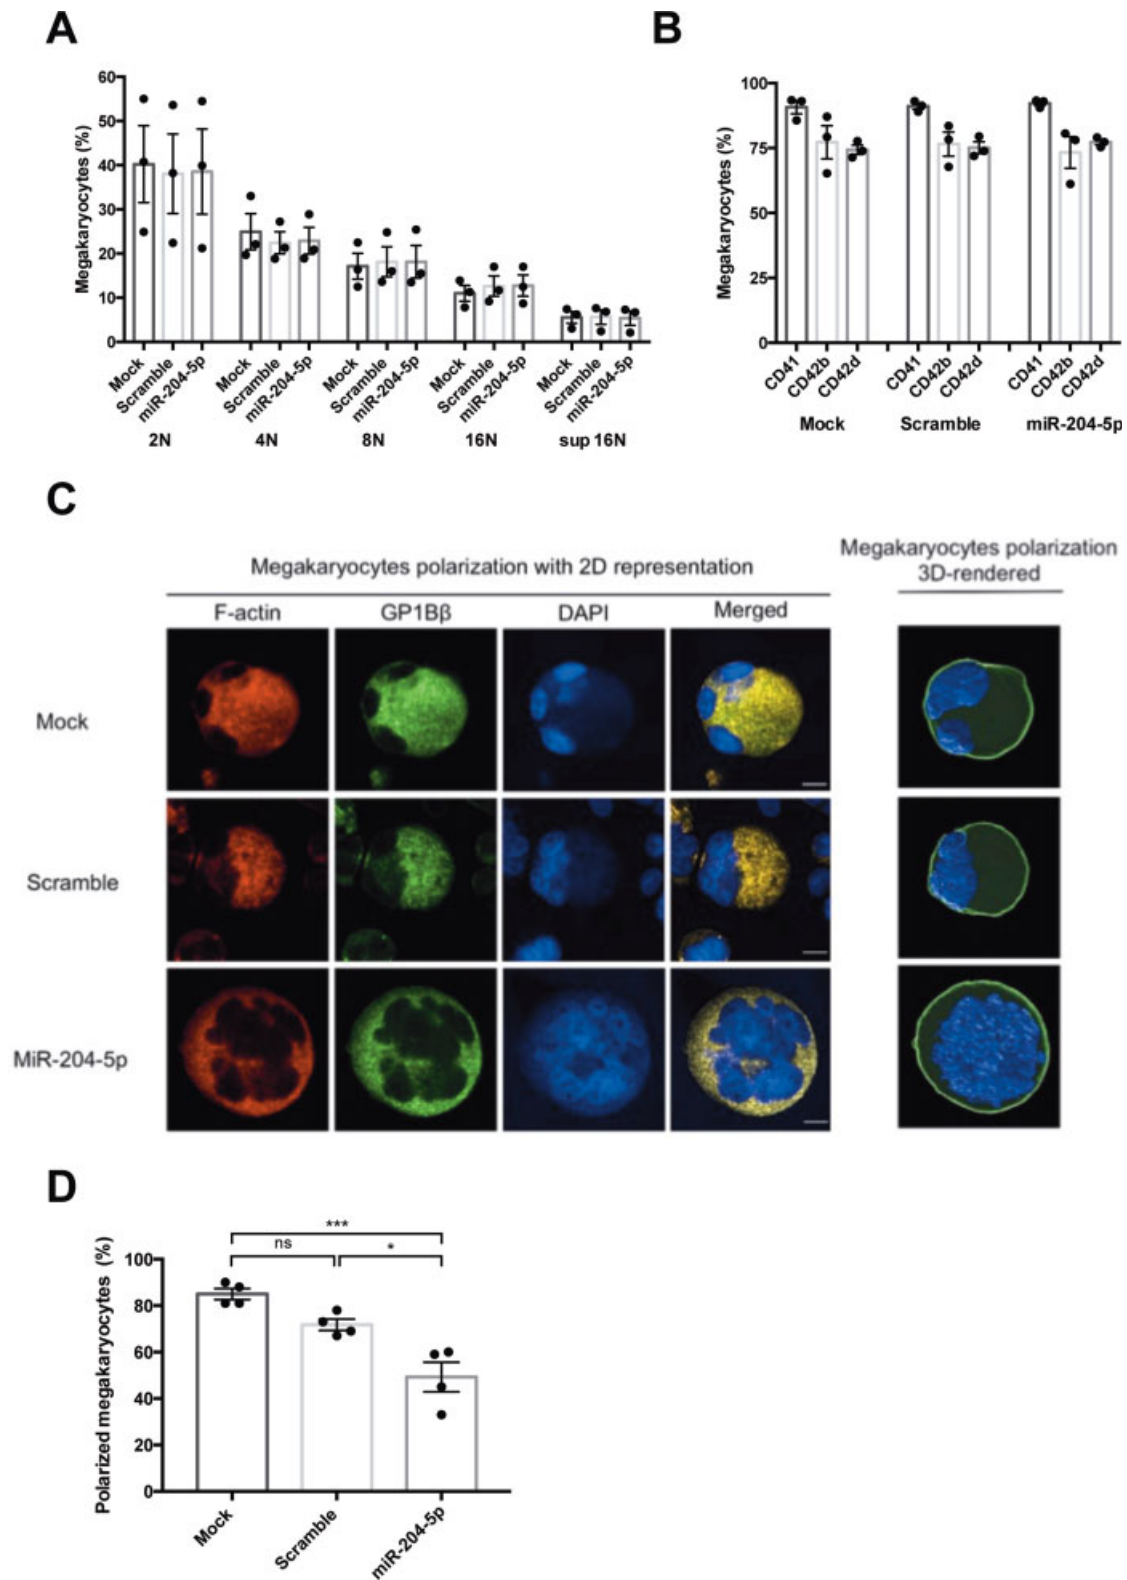 A
B
Megakaryocytes (%)
60
50
40
30
20
10
0
Mock
Scramble
miR-204-5p
Mock
Scramble
miR-204-5p
Mock
Scramble
miR-204-5p
Mock
Scramble
miR-204-5p
Mock
Scramble
miR-204-5p
2N
4N
8N
16N
sup 16N
Megakaryocytes (%)
100
75
50
25
0
CD41
CD42b
CD42d
CD41
CD42b
CD42d
CD41
CD42b
CD42d
Mock
Scramble
miR-204-5p
C
Megakaryocytes polarization with 2D representation
Megakaryocytes polarization
3D-rendered
F-actin
GP1Bβ
DAPI
Merged
Mock
Scramble
MiR-204-5p
D
Polarized megakaryocytes (%)
***
ns
*
100
80
60
40
20
0
Mock
Scramble
miR-204-5p